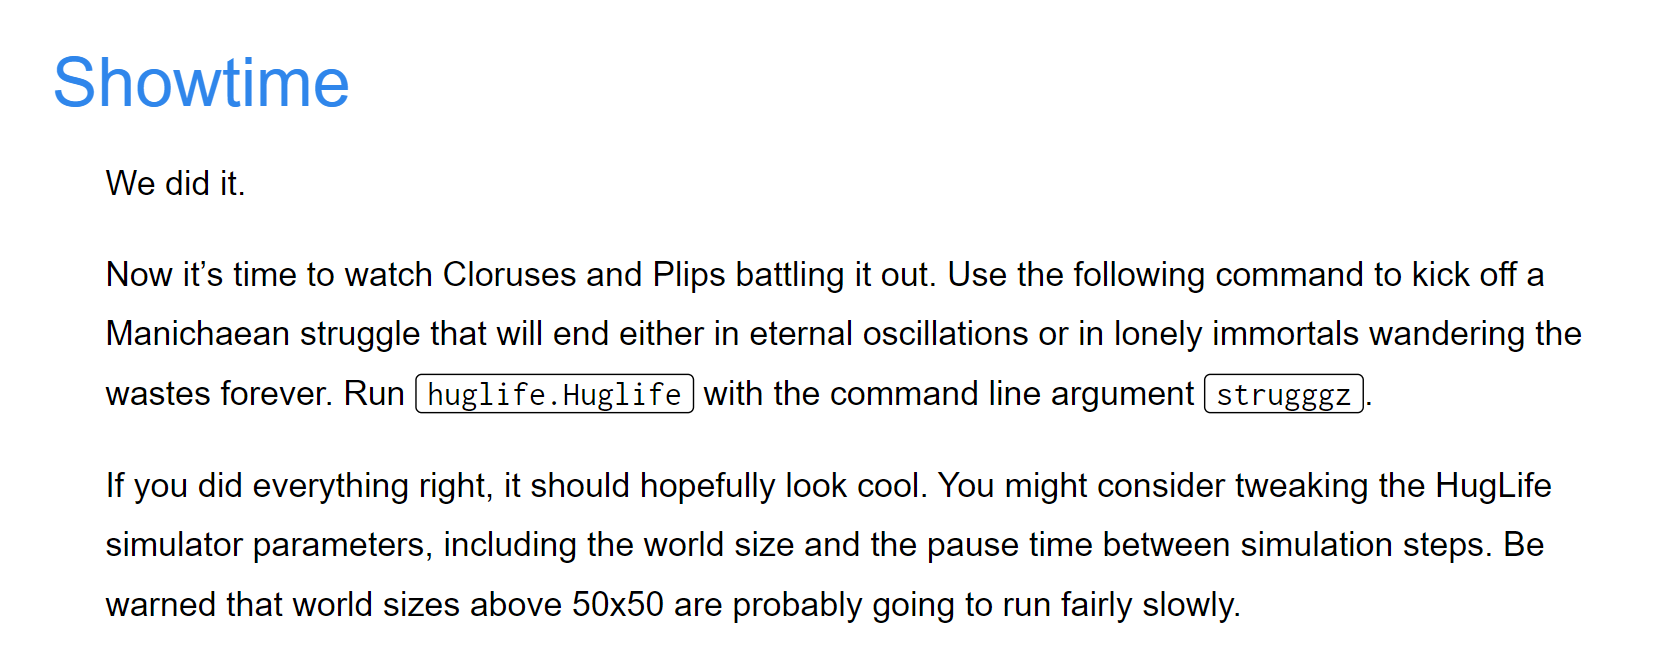 Showtime
We did it.
Now it’s time to watch Cloruses and Plips battling it out. Use the following command to kick off a
Manichaean struggle that will end either in eternal oscillations or in lonely immortals wandering the
wastes forever. Run huglife.Huglife with the command line argument strugggz.
If you did everything right, it should hopefully look cool. You might consider tweaking the HugLife
simulator parameters, including the world size and the pause time between simulation steps. Be
warned that world sizes above 50x50 are probably going to run fairly slowly.